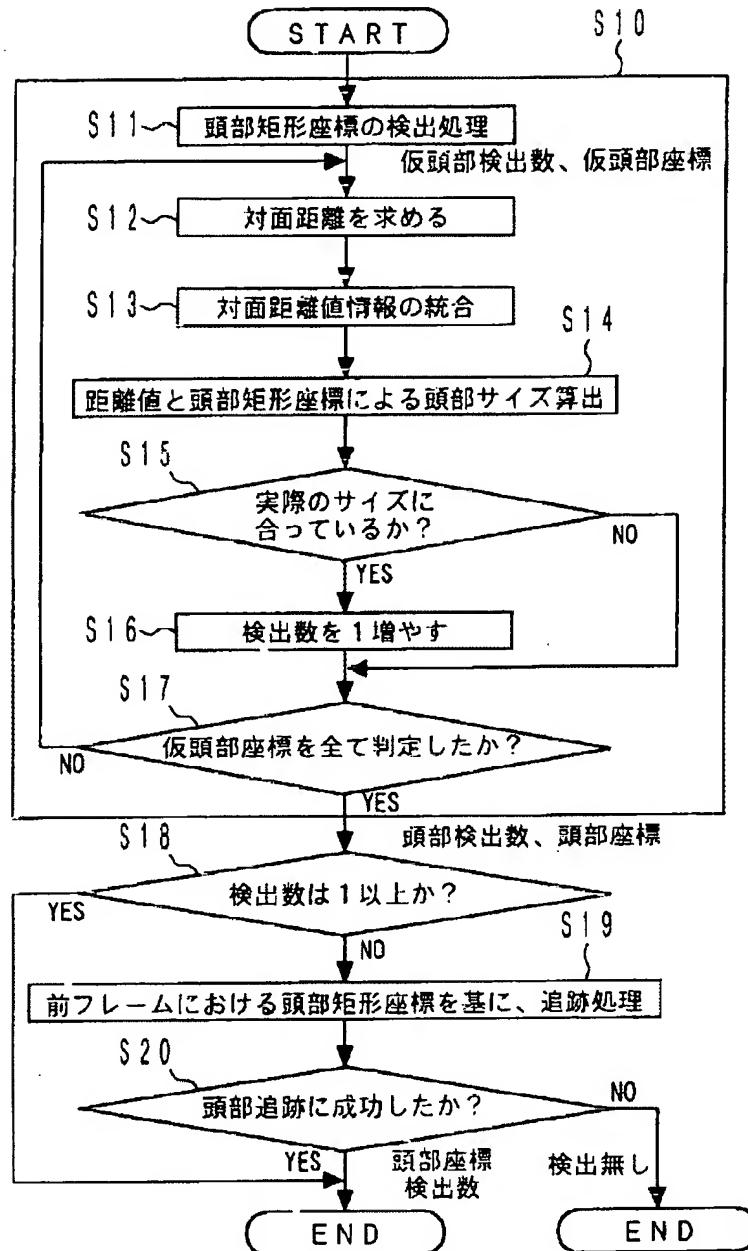 START
S10
S11
頭部矩形座標の検出処理
仮頭部検出数、仮頭部座標
S12
対面距離を求める
S13
対面距離値情報の統合
S14
距離値と頭部矩形座標による頭部サイズ算出
S15
実際のサイズに
合っているか?
NO
YES
S16
検出数を1増やす
S17
仮頭部座標を全て判定したか?
NO
YES
頭部検出数、頭部座標
S18
検出数は1以上か?
YES
NO
S19
前フレームにおける頭部矩形座標を基に、追跡処理
S20
頭部追跡に成功したか?
NO
YES
頭部座標
検出数
検出無し
END
END